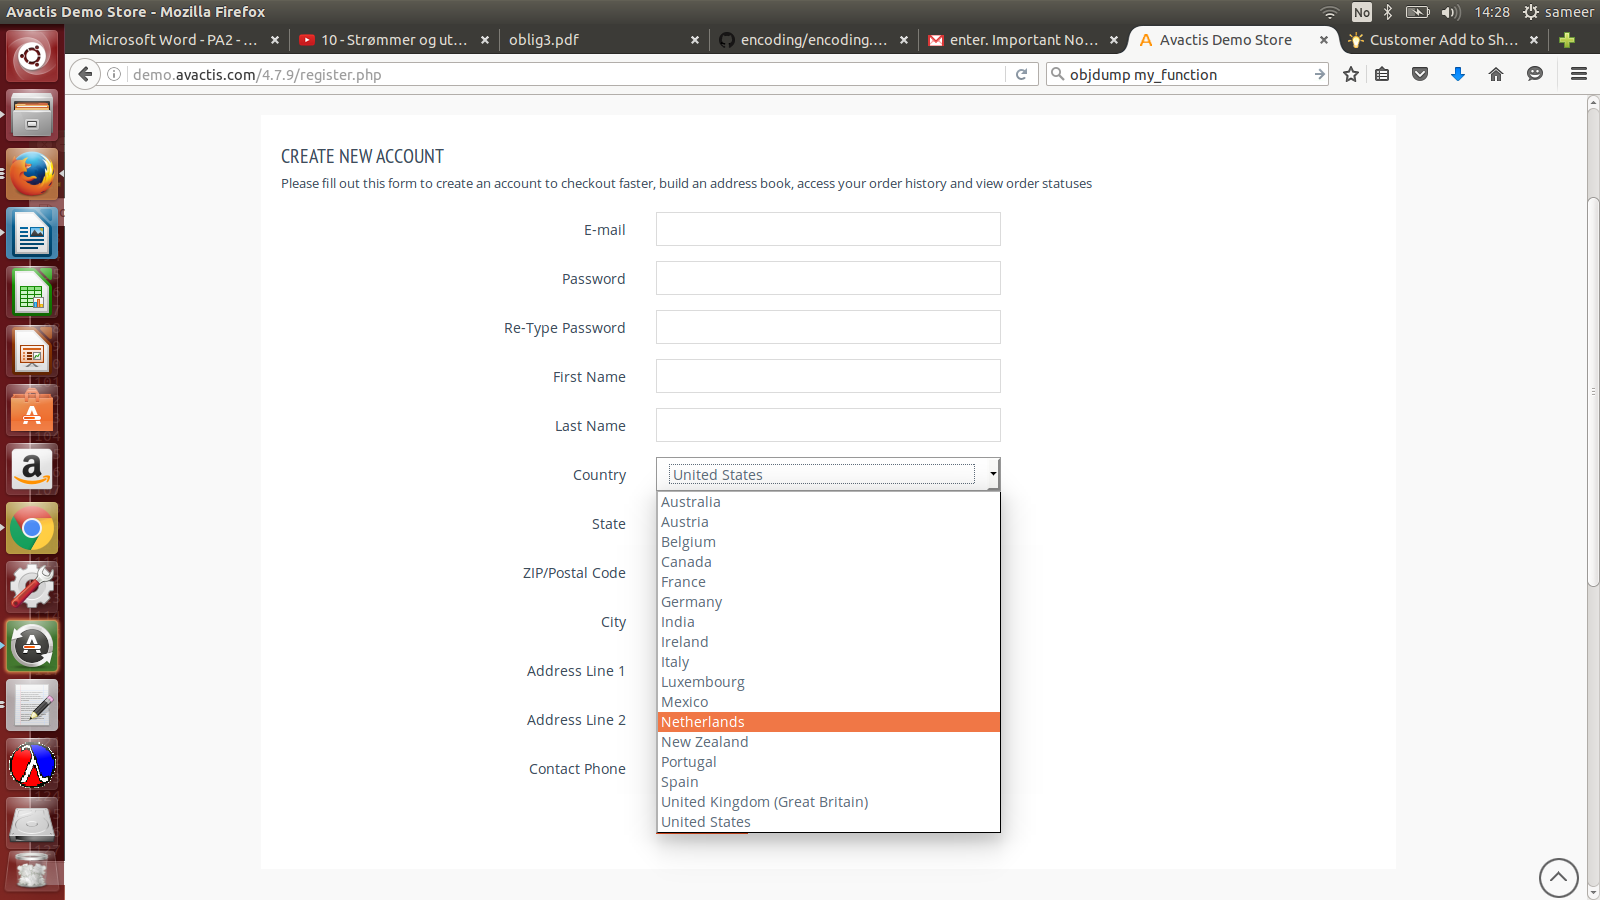 Avactis Demo Store - Mozilla Firefox
No
14:28
sameer
Microsoft Word - PA2 - ...
10 - Strømmer og ut...
oblig3.pdf
encoding/encoding....
enter. Important No...
Avactis Demo Store
Customer Add to Sh...
demo.avactis.com/4.7.9/register.php
objdump my_function
CREATE NEW ACCOUNT
Please fill out this form to create an account to checkout faster, build an address book, access your order history and view order statuses
E-mail
Password
Re-Type Password
First Name
Last Name
Country
United States
State
ZIP/Postal Code
City
Address Line 1
Address Line 2
Contact Phone
Australia
Austria
Belgium
Canada
France
Germany
India
Ireland
Italy
Luxembourg
Mexico
Netherlands
New Zealand
Portugal
Spain
United Kingdom (Great Britain)
United States